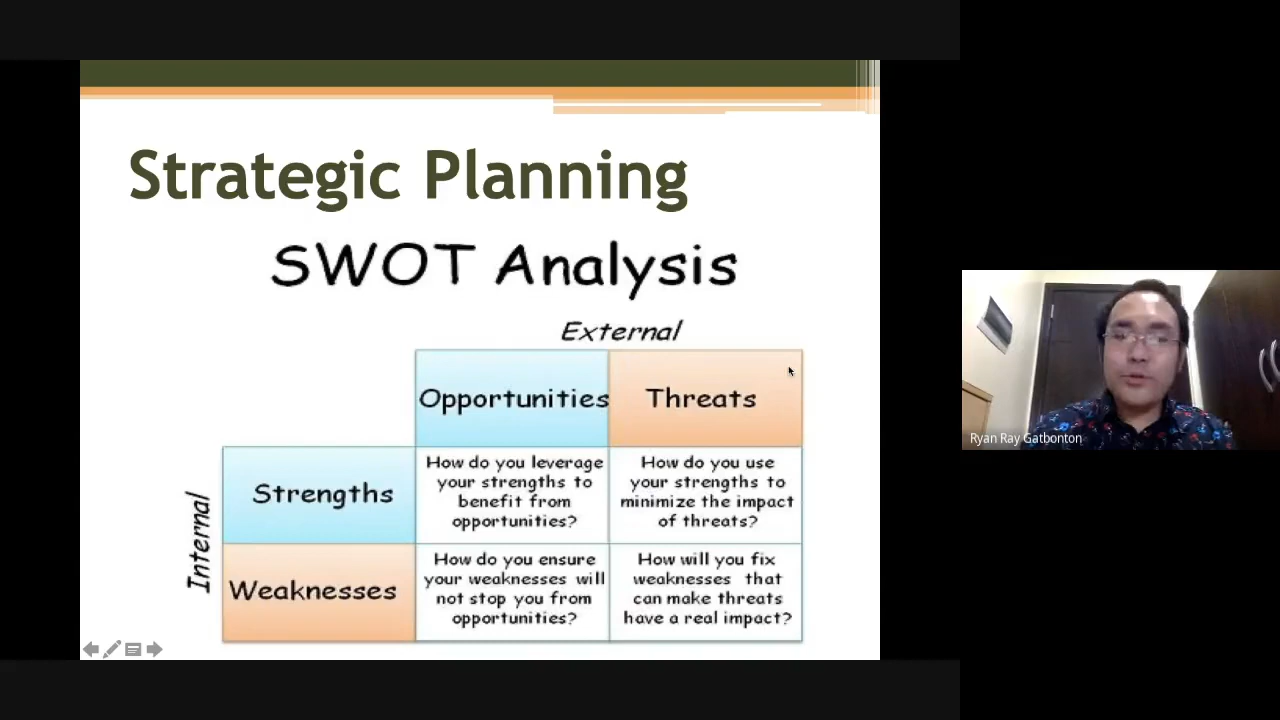 Strategic Planning
SWOT Analysis
External
Opportunities
Threats
Internal
Strengths
How do you leverage
your strengths to
benefit from
opportunities?
How do you use
your strengths to
minimize the impact
of threats?
Weaknesses
How do you ensure
your weaknesses will
not stop you from
opportunities?
How will you fix
weaknesses that
can make threats
have a real impact?
Ryan Ray Gatbonton